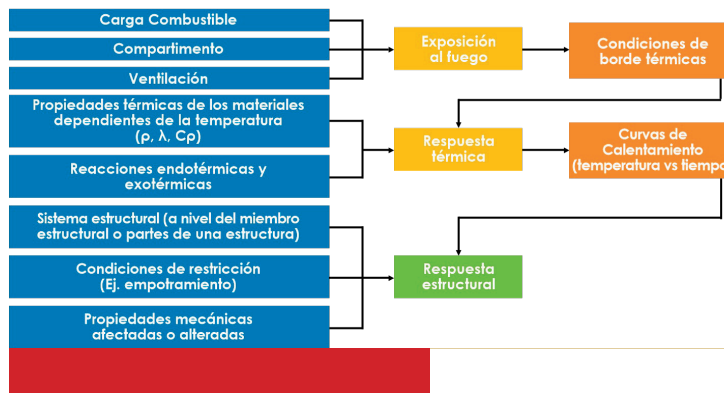 Carga Combustible
Compartimento
Ventilación
Exposición
al fuego
Condiciones de
borde térmicas
Propiedades térmicas de los materiales
dependientes de la temperatura
(ρ, λ, Cρ)
Reacciones endotérmicas y
exotérmicas
Respuesta
térmica
Curvas de
Calentamiento
(temperatura vs tiempo
Sistema estructural (a nivel del miembro
estructural o partes de una estructura)
Condiciones de restricción
(Ej. empotramiento)
Propiedades mecánicas
afectadas o alteradas
Respuesta
estructural